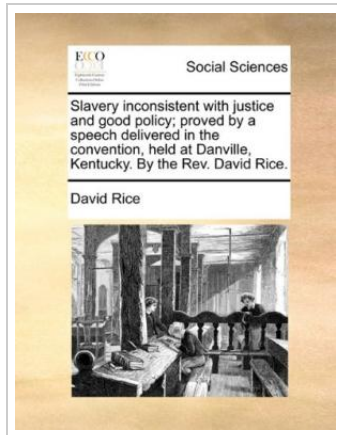 ECCO
Social Sciences
Slavery inconsistent with justice
and good policy; proved by a
speech delivered in the
convention, held at Danville,
Kentucky. By the Rev. David Rice.
David Rice